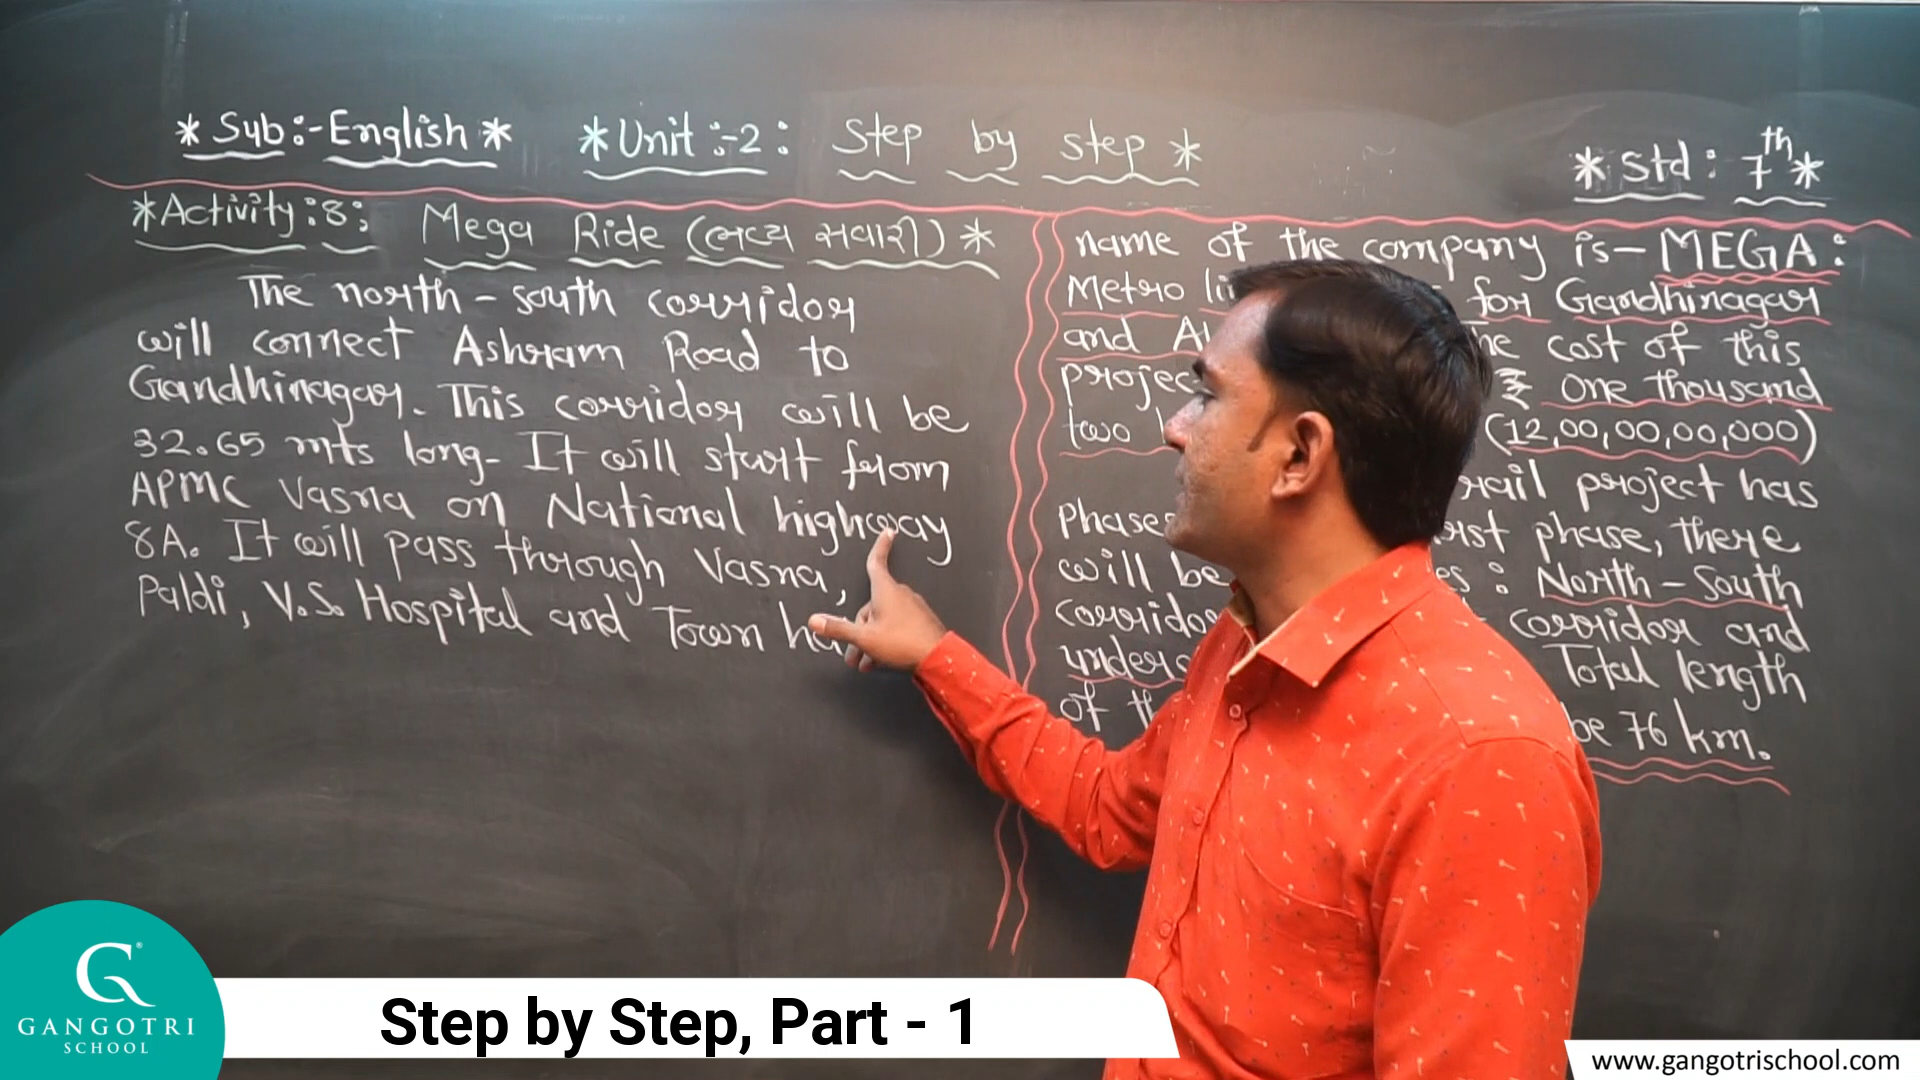 * Sub:- English * * Unit :-2 : Step by step * * Std : 7th *
*Activity :8: Mega Ride (ભવ્ય સવારી) *
The north - south corridor
will connect Ashram Road to
Gandhinagar. This corridor will be
32.65 mts long. It will start from
APMC Vasna on National highway
8A. It will pass through Vasna,
Paldi, V.S. Hospital and Town
name of the company is - MEGA :
Metro for Gandhinagar
and cost of this
₹ one thousand
two (12,00,00,00,000)
rail project has
phase, there
will be : North - South
corridor and
Total length
of be 76 km.
G®
GANGOTRI
SCHOOL
Step by Step, Part - 1
www.gangotrischool.com